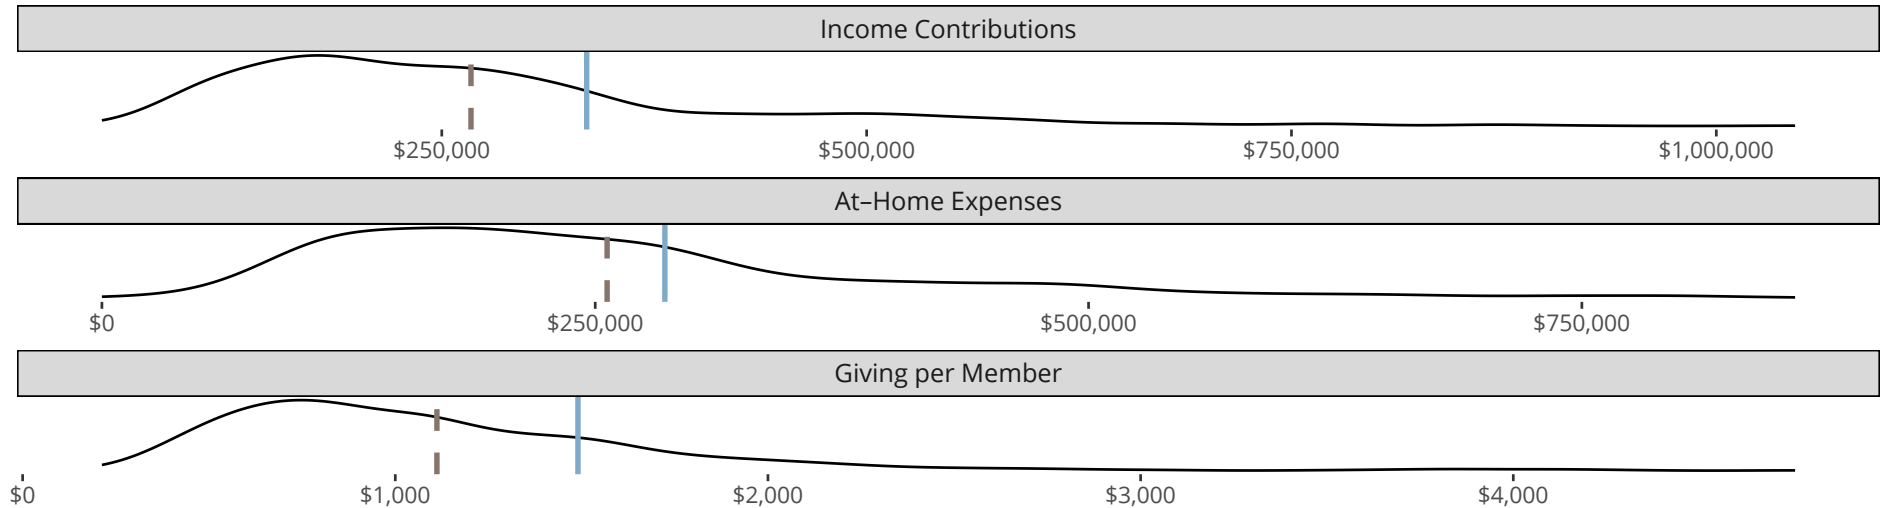 Income Contributions
$250,000 $500,000 $750,000 $1,000,000
At–Home Expenses
$0 $250,000 $500,000 $750,000
Giving per Member
$0 $1,000 $2,000 $3,000 $4,000